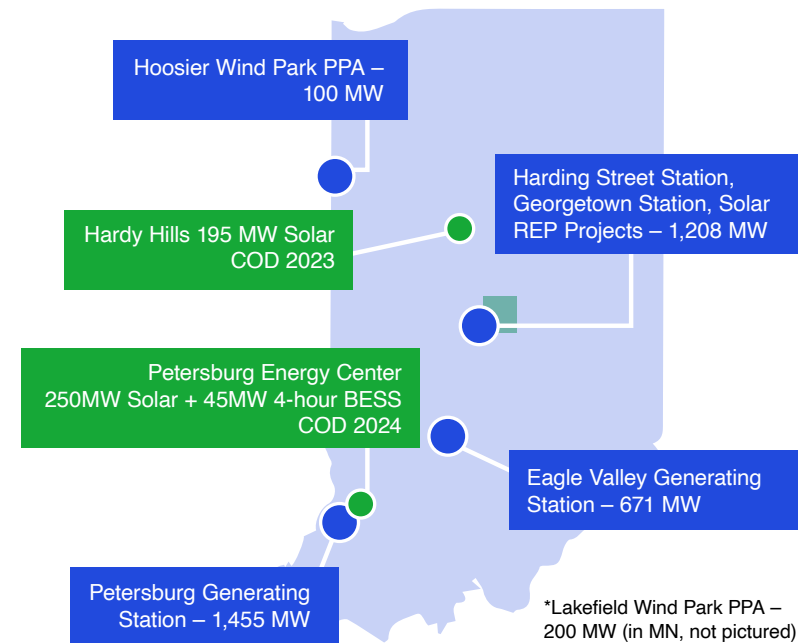 Hoosier Wind Park PPA –
100 MW
Harding Street Station,
Georgetown Station, Solar
REP Projects – 1,208 MW
Hardy Hills 195 MW Solar
COD 2023
Petersburg Energy Center
250MW Solar + 45MW 4-hour BESS
COD 2024
Eagle Valley Generating
Station – 671 MW
Petersburg Generating
Station – 1,455 MW
*Lakefield Wind Park PPA –
200 MW (in MN, not pictured)